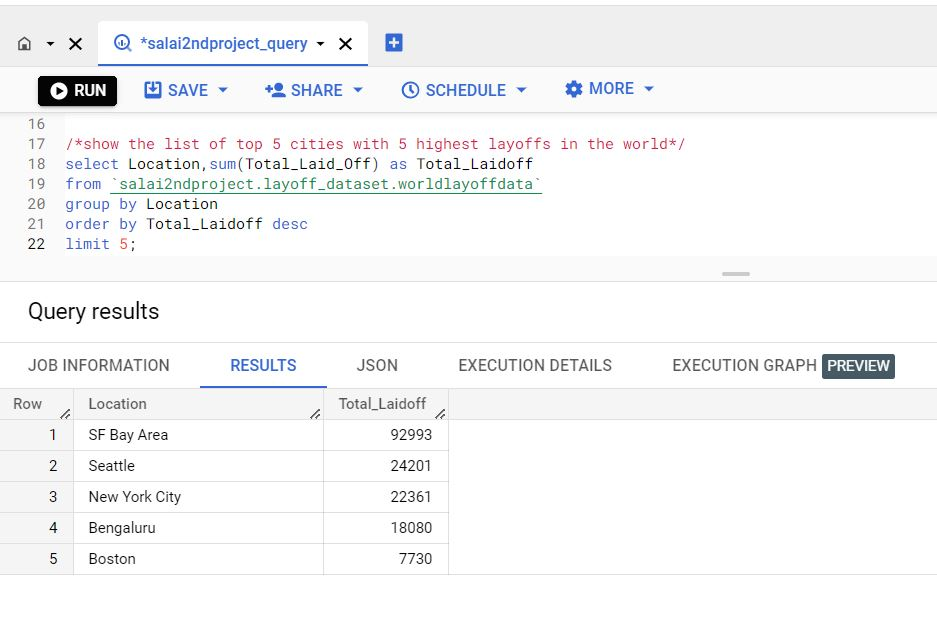 *salai2ndproject_query
RUN SAVE SHARE SCHEDULE MORE
16
17 /*show the list of top 5 cities with 5 highest layoffs in the world*/
18 select Location,sum(Total_Laid_Off) as Total_Laidoff
19 from `salai2ndproject.layoff_dataset.worldlayoffdata`
20 group by Location
21 order by Total_Laidoff desc
22 limit 5;
Query results
JOB INFORMATION RESULTS JSON EXECUTION DETAILS EXECUTION GRAPH PREVIEW
Row Location Total_Laidoff
1 SF Bay Area 92993
2 Seattle 24201
3 New York City 22361
4 Bengaluru 18080
5 Boston 7730